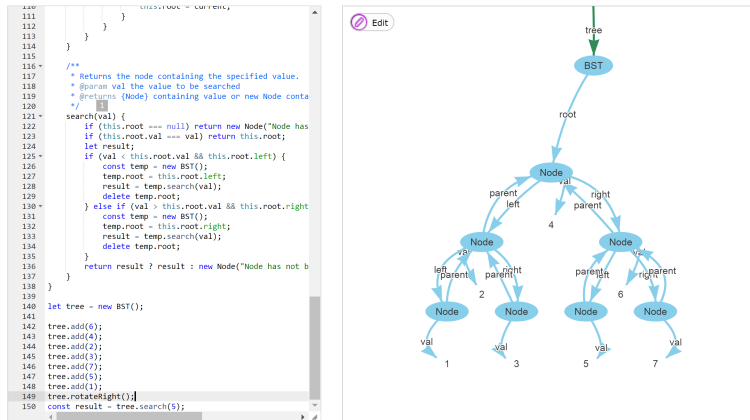 110 this.root = current;
111 }
112 }
113 }
114 }
115
116 /**
117 * Returns the node containing the specified value.
118 * @param val the value to be searched
119 * @returns {Node} containing value or new Node conta
120 */ 1
121 search(val) {
122 if (this.root === null) return new Node("Node has
123 if (this.root.val === val) return this.root;
124 let result;
125 if (val < this.root.val && this.root.left) {
126 const temp = new BST();
127 temp.root = this.root.left;
128 result = temp.search(val);
129 delete temp.root;
130 } else if (val > this.root.val && this.root.right
131 const temp = new BST();
132 temp.root = this.root.right;
133 result = temp.search(val);
134 delete temp.root;
135 }
136 return result ? result : new Node("Node has not b
137 }
138 }
139
140 let tree = new BST();
141
142 tree.add(6);
143 tree.add(4);
144 tree.add(2);
145 tree.add(3);
146 tree.add(7);
147 tree.add(5);
148 tree.add(1);
149 tree.rotateRight();
150 const result = tree.search(5);
Edit
tree
BST
root
Node
val
parent right
left parent
4
Node Node
val val
left parent parent right parent left right parent
2 6
Node Node Node Node
val val val val
1 3 5 7